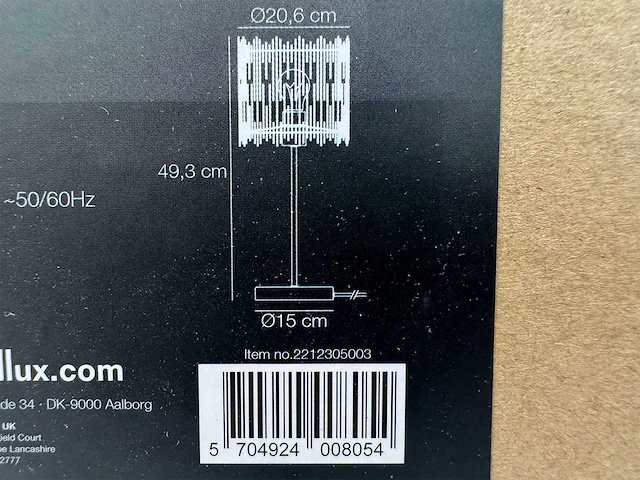 Ø20,6 cm
49,3 cm
~50/60Hz
Ø15 cm
Item no.2212305003
llux.com
de 34 · DK-9000 Aalborg
UK
field Court
Lancashire
2777
5 704924 008054